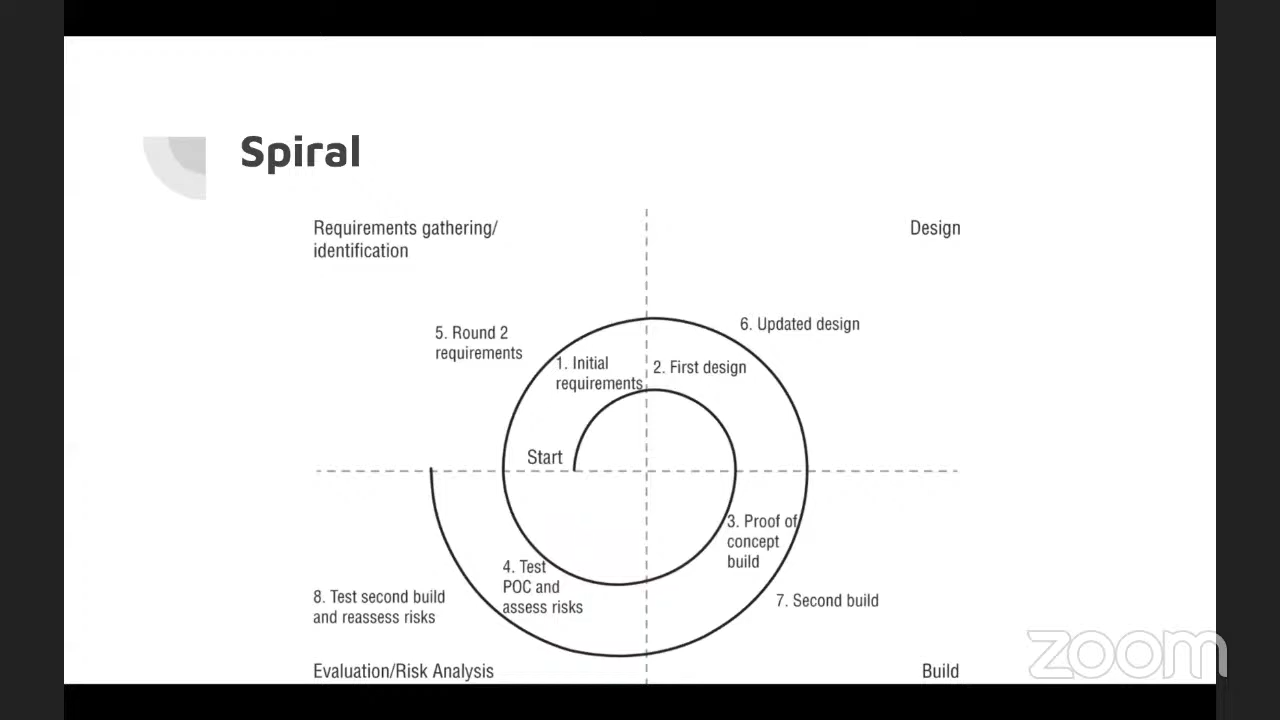 Spiral
Requirements gathering/
identification
Design
5. Round 2
requirements
6. Updated design
1. Initial
requirements
2. First design
Start
3. Proof of
concept
build
4. Test
POC and
assess risks
7. Second build
8. Test second build
and reassess risks
Evaluation/Risk Analysis
Build
zoom